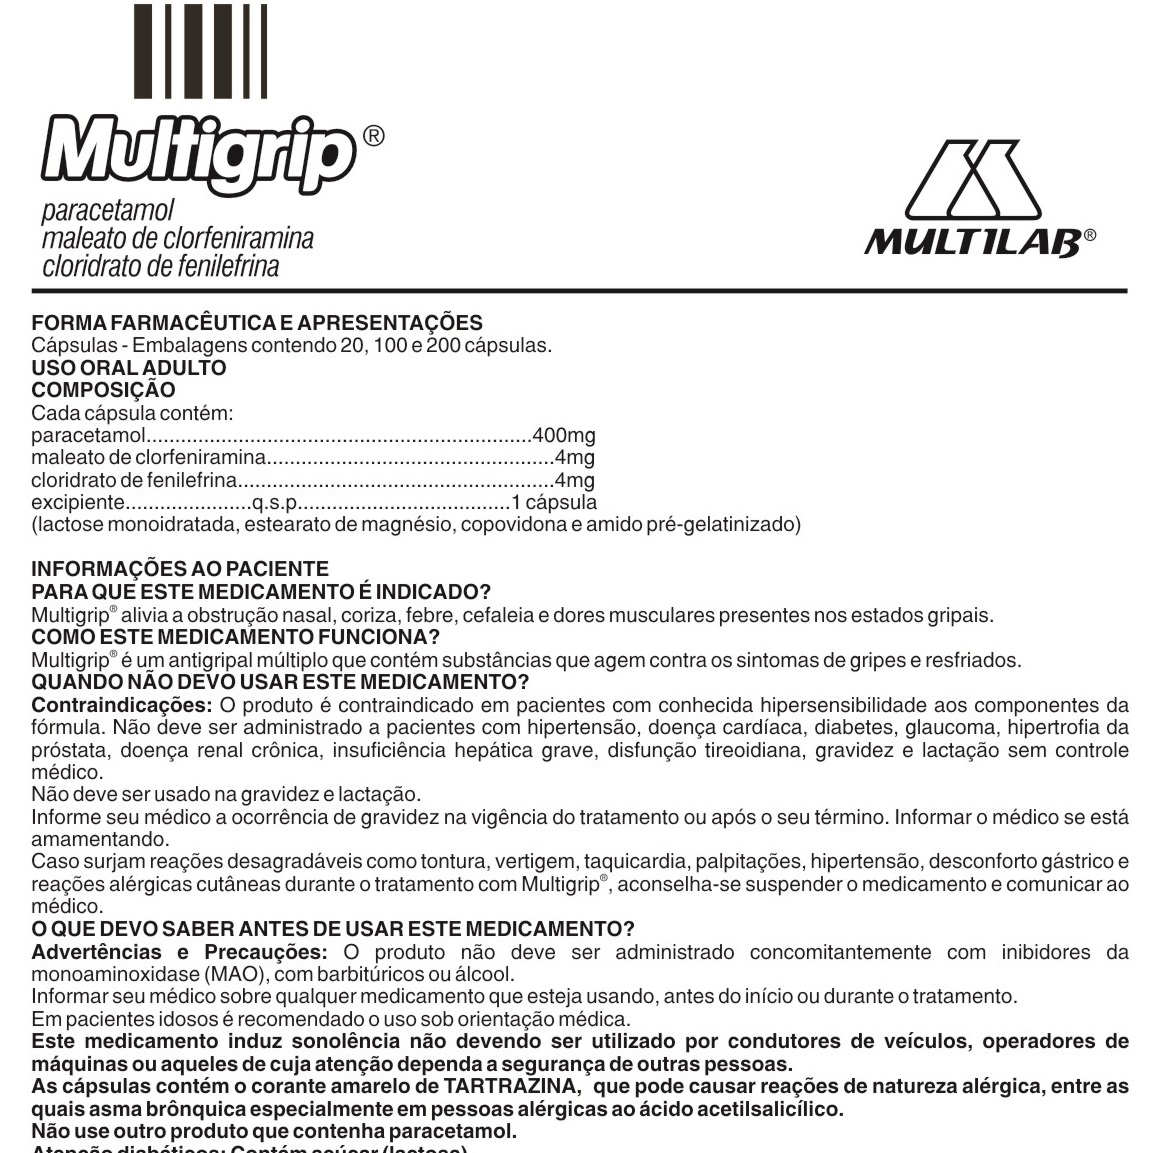 Multigrip®
paracetamol
maleato de clorfeniramina
cloridrato de fenilefrina
MULTILAB®
FORMA FARMACÊUTICA E APRESENTAÇÕES
Cápsulas - Embalagens contendo 20, 100 e 200 cápsulas.
USO ORAL ADULTO
COMPOSIÇÃO
Cada cápsula contém:
paracetamol...................................................................400mg
maleato de clorfeniramina..................................................4mg
cloridrato de fenilefrina.......................................................4mg
excipiente......................q.s.p.....................................1 cápsula
(lactose monoidratada, estearato de magnésio, copovidona e amido pré-gelatinizado)
INFORMAÇÕES AO PACIENTE
PARA QUE ESTE MEDICAMENTO É INDICADO?
Multigrip® alivia a obstrução nasal, coriza, febre, cefaleia e dores musculares presentes nos estados gripais.
COMO ESTE MEDICAMENTO FUNCIONA?
Multigrip® é um antigripal múltiplo que contém substâncias que agem contra os sintomas de gripes e resfriados.
QUANDO NÃO DEVO USAR ESTE MEDICAMENTO?
Contraindicações: O produto é contraindicado em pacientes com conhecida hipersensibilidade aos componentes da
fórmula. Não deve ser administrado a pacientes com hipertensão, doença cardíaca, diabetes, glaucoma, hipertrofia da
próstata, doença renal crônica, insuficiência hepática grave, disfunção tireoidiana, gravidez e lactação sem controle
médico.
Não deve ser usado na gravidez e lactação.
Informe seu médico a ocorrência de gravidez na vigência do tratamento ou após o seu término. Informar o médico se está
amamentando.
Caso surjam reações desagradáveis como tontura, vertigem, taquicardia, palpitações, hipertensão, desconforto gástrico e
reações alérgicas cutâneas durante o tratamento com Multigrip®, aconselha-se suspender o medicamento e comunicar ao
médico.
O QUE DEVO SABER ANTES DE USAR ESTE MEDICAMENTO?
Advertências e Precauções: O produto não deve ser administrado concomitantemente com inibidores da
monoaminoxidase (MAO), com barbitúricos ou álcool.
Informar seu médico sobre qualquer medicamento que esteja usando, antes do início ou durante o tratamento.
Em pacientes idosos é recomendado o uso sob orientação médica.
Este medicamento induz sonolência não devendo ser utilizado por condutores de veículos, operadores de
máquinas ou aqueles de cuja atenção dependa a segurança de outras pessoas.
As cápsulas contém o corante amarelo de TARTRAZINA, que pode causar reações de natureza alérgica, entre as
quais asma brônquica especialmente em pessoas alérgicas ao ácido acetilsalicílico.
Não use outro produto que contenha paracetamol.
Atenção diabéticos: Contém açúcar (lactose).